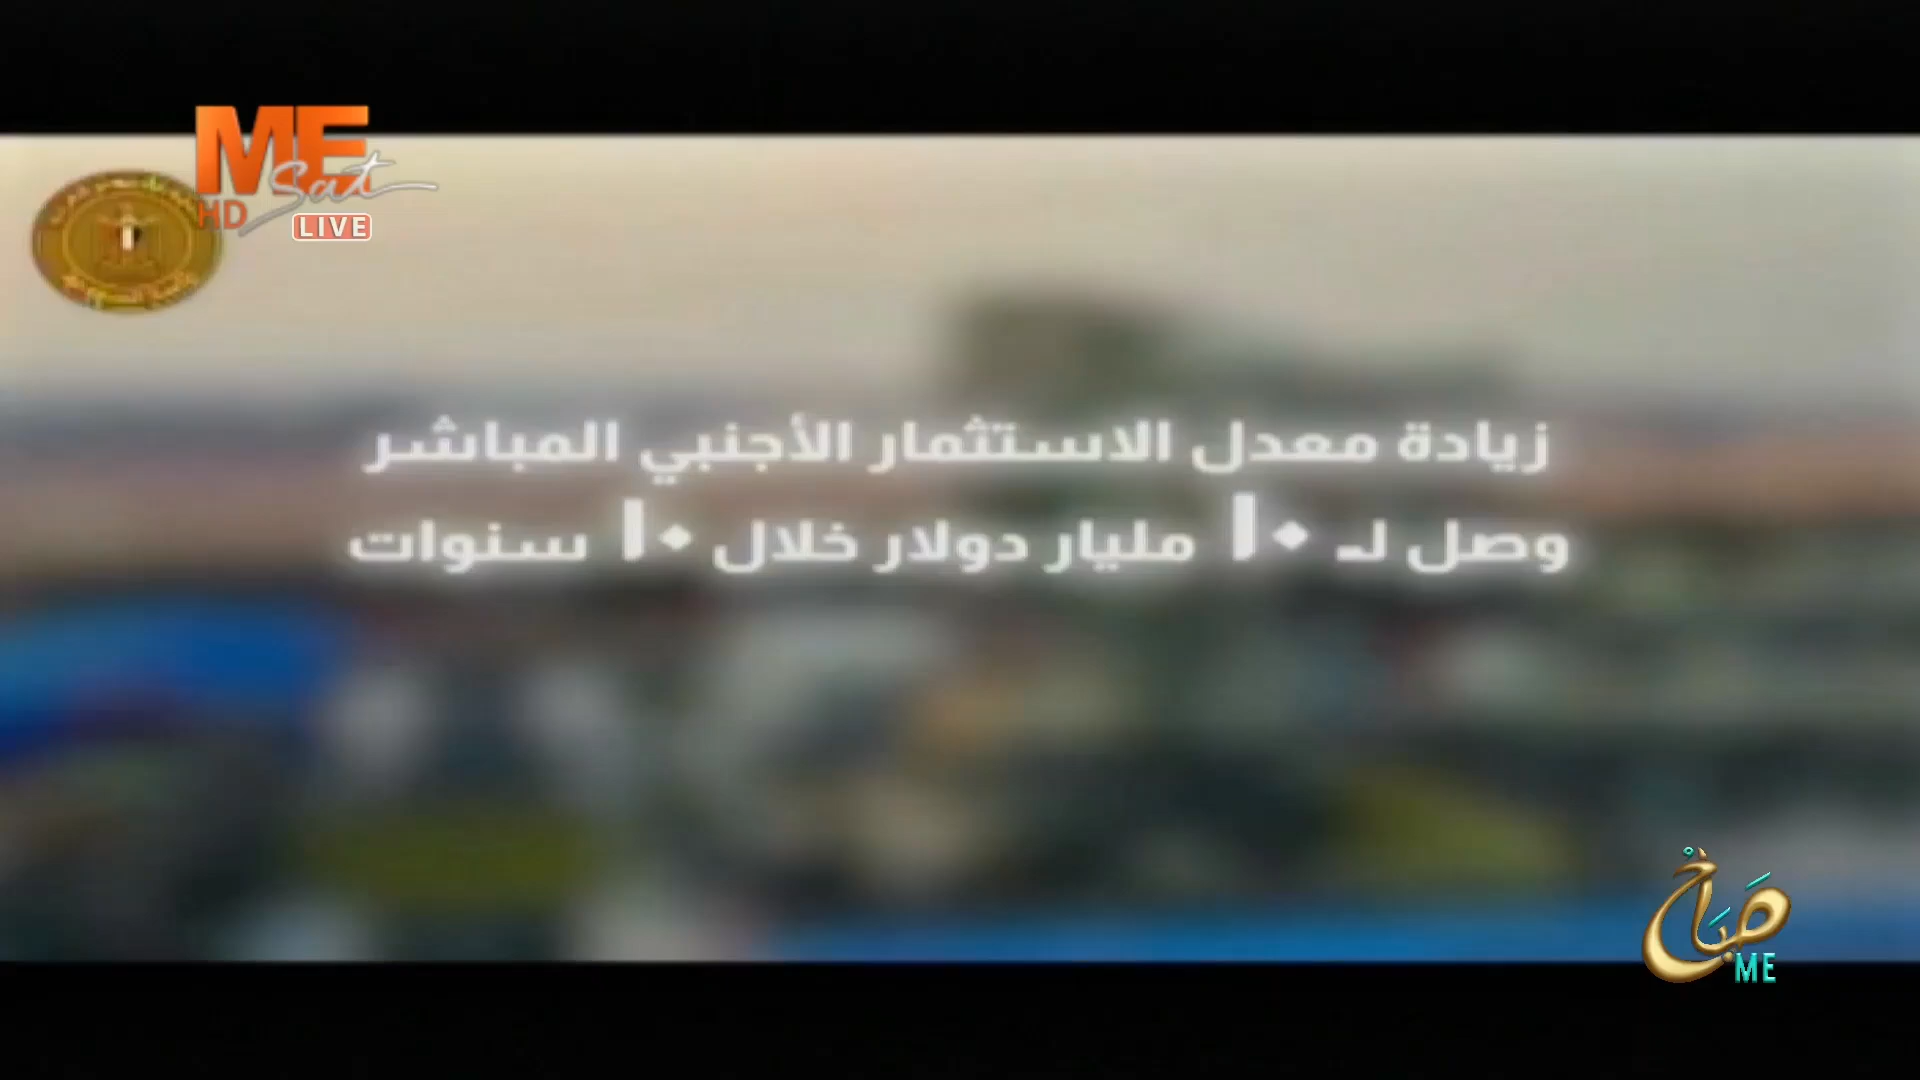 ME
Sat
HD
LIVE
زيادة معدل الاستثمار الأجنبي المباشر
وصل لـ ١٠ مليار دولار خلال ١٠ سنوات
صباح
ME